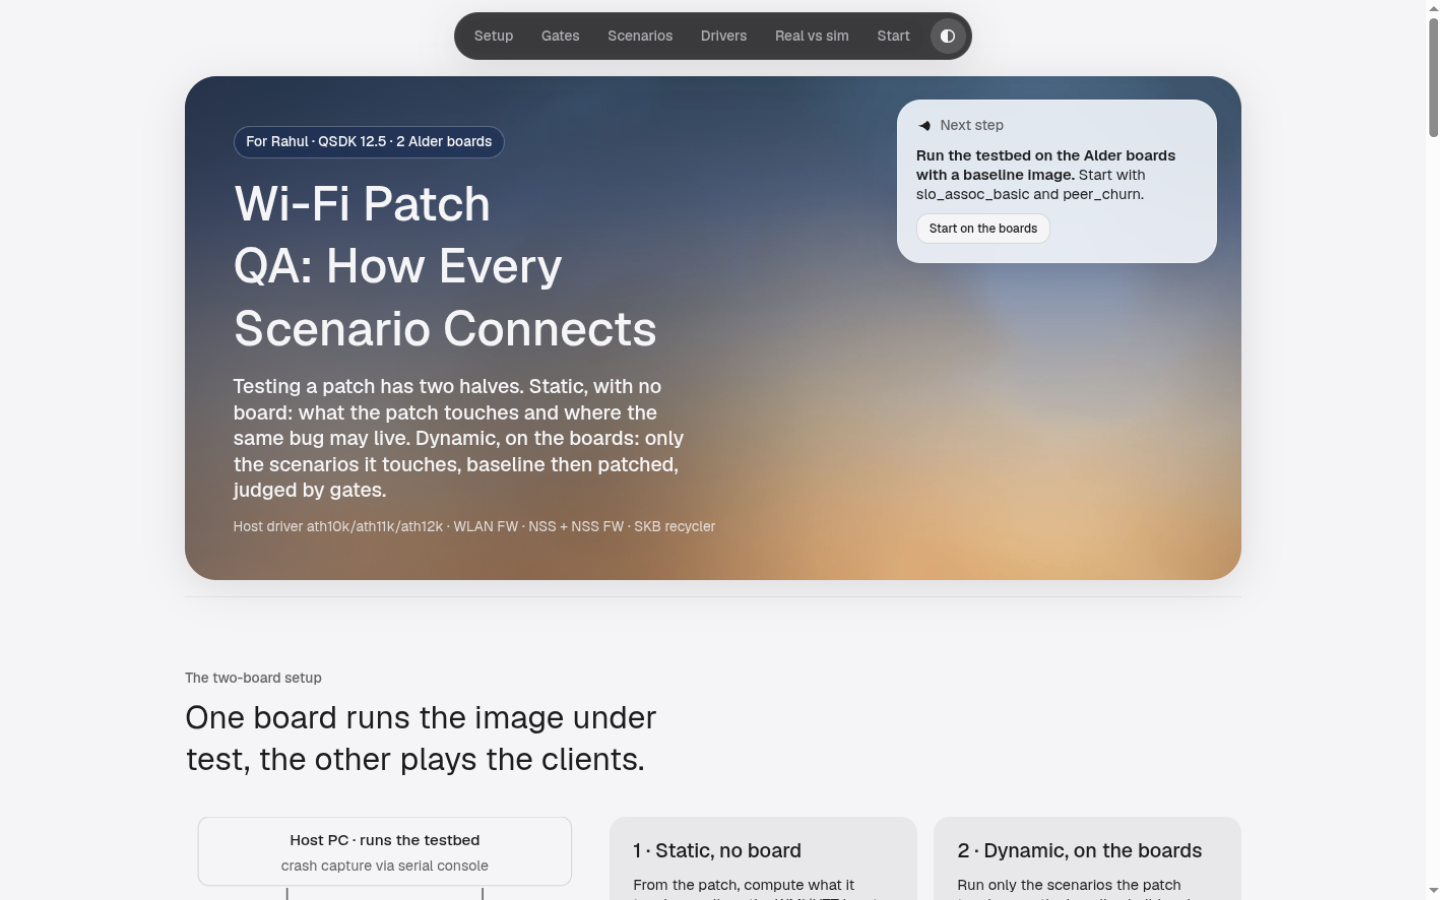 Setup Gates Scenarios Drivers Real vs sim Start
For Rahul · QSDK 12.5 · 2 Alder boards
Wi-Fi Patch
QA: How Every
Scenario Connects
Testing a patch has two halves. Static, with no
board: what the patch touches and where the
same bug may live. Dynamic, on the boards: only
the scenarios it touches, baseline then patched,
judged by gates.
Host driver ath10k/ath11k/ath12k · WLAN FW · NSS + NSS FW · SKB recycler
Next step
Run the testbed on the Alder boards
with a baseline image. Start with
slo_assoc_basic and peer_churn.
Start on the boards
The two-board setup
One board runs the image under
test, the other plays the clients.
Host PC · runs the testbed
crash capture via serial console
1 · Static, no board
From the patch, compute what it
2 · Dynamic, on the boards
Run only the scenarios the patch